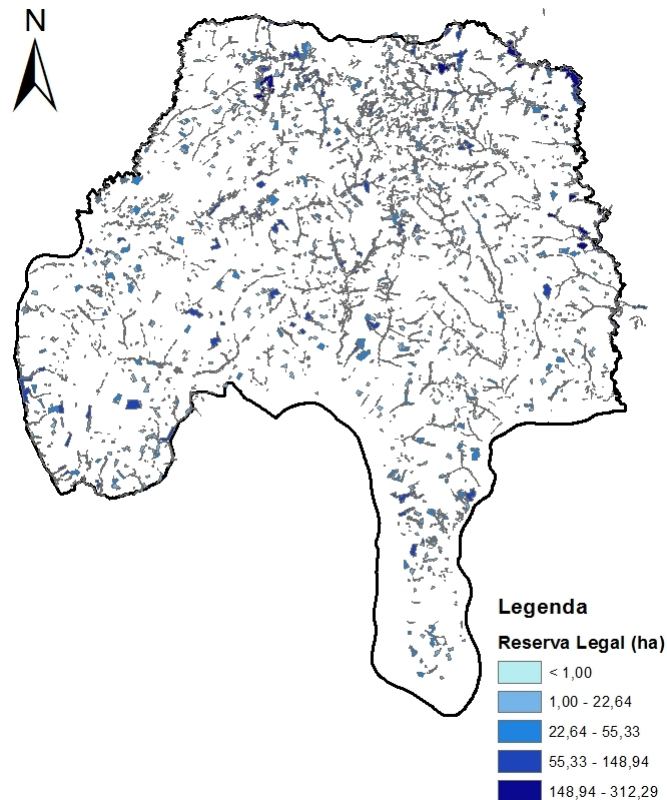 N
Legenda
Reserva Legal (ha)
< 1,00
1,00 - 22,64
22,64 - 55,33
55,33 - 148,94
148,94 - 312,29